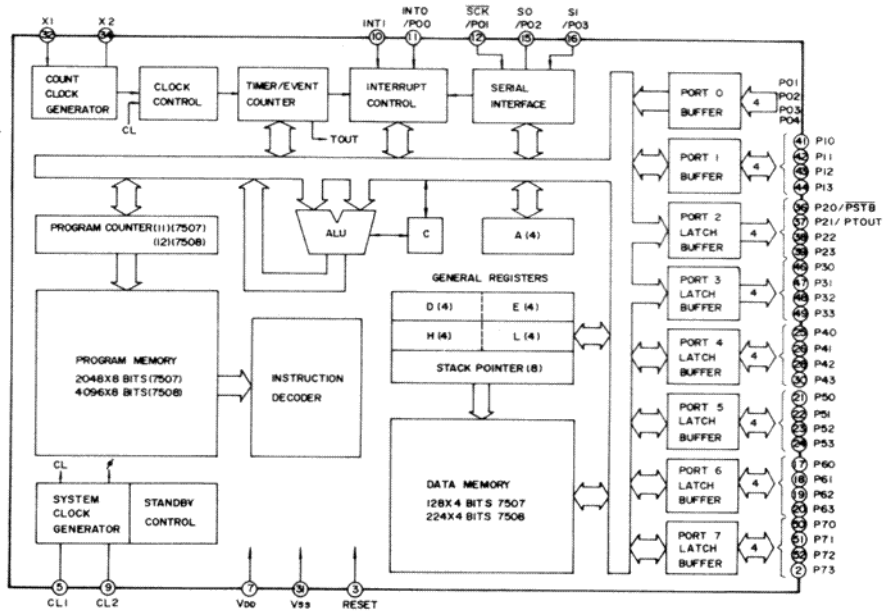 X1 X2 INT1 INT0 /P00 SCK /P01 SO /P02 SI /P03
32 34 10 11 12 15 16
COUNT CLOCK GENERATOR
CLOCK CONTROL
TIMER/EVENT COUNTER
INTERRUPT CONTROL
SERIAL INTERFACE
CL
TOUT
PORT 0 BUFFER
4
P01
P02
P03
P04
PORT 1 BUFFER
4
41 P10
42 P11
43 P12
44 P13
PROGRAM COUNTER (11)(7507)
(12)(7508)
ALU
C
A (4)
PORT 2 LATCH BUFFER
4
36 P20/PSTB
37 P21/PTOUT
38 P22
39 P23
GENERAL REGISTERS
D (4) E (4)
H (4) L (4)
STACK POINTER (8)
PORT 3 LATCH BUFFER
4
46 P30
47 P31
48 P32
49 P33
PROGRAM MEMORY
2048X8 BITS (7507)
4096X8 BITS (7508)
INSTRUCTION DECODER
PORT 4 LATCH BUFFER
4
25 P40
26 P41
28 P42
30 P43
PORT 5 LATCH BUFFER
4
21 P50
22 P51
23 P52
24 P53
DATA MEMORY
128X4 BITS 7507
224X4 BITS 7508
PORT 6 LATCH BUFFER
4
17 P60
18 P61
19 P62
20 P63
PORT 7 LATCH BUFFER
4
50 P70
51 P71
52 P72
2 P73
CL ϕ
SYSTEM CLOCK GENERATOR
STANDBY CONTROL
5 9 7 31 3
CL1 CL2 VDD VSS RESET